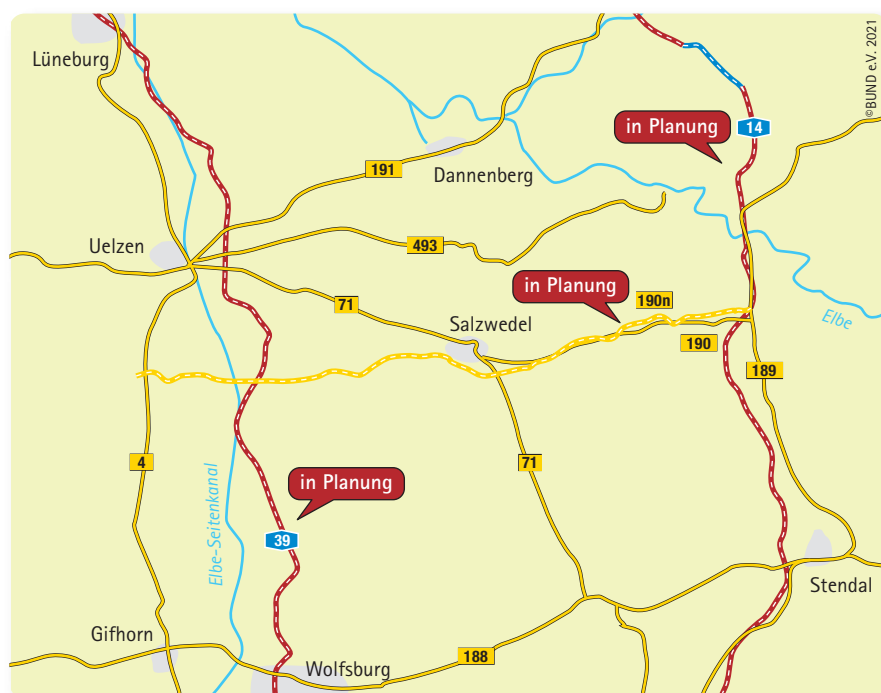 Lüneburg
©BUND e.V. 2021
in Planung
14
191
Dannenberg
Uelzen
493
in Planung
190n
71
Salzwedel
Elbe
190
189
4
71
in Planung
Elbe-Seitenkanal
39
Stendal
Gifhorn
188
Wolfsburg